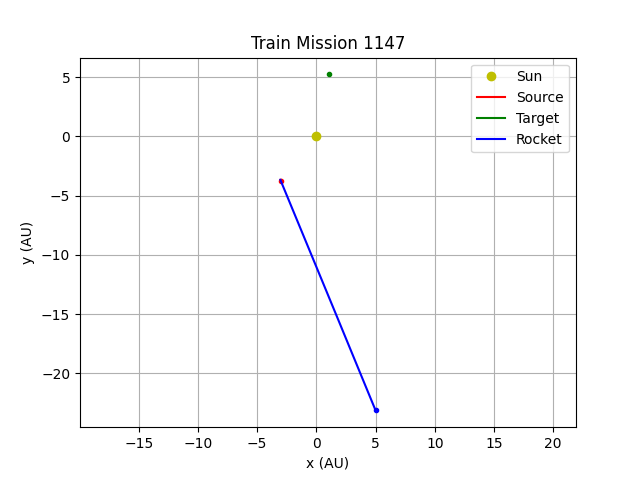 Train Mission 1147
Sun
Source
Target
Rocket
5
0
−5
−10
−15
−20
y (AU)
−15 −10 −5 0 5 10 15 20
x (AU)